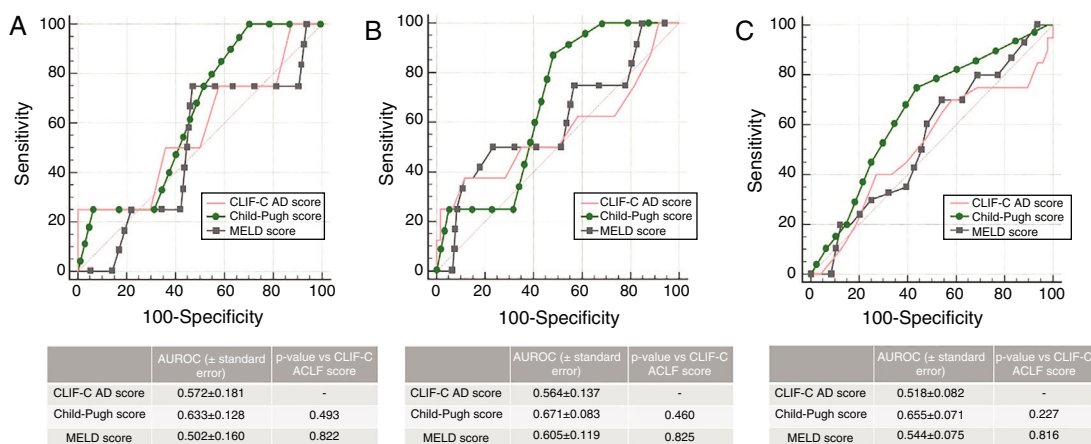 A
Sensitivity
100
80
60
40
20
0
CLIF-C AD score
Child-Pugh score
MELD score
0 20 40 60 80 100
100-Specificity
AUROC (± standard error) p-value vs CLIF-C ACLF score
CLIF-C AD score 0.572±0.181 -
Child-Pugh score 0.633±0.128 0.493
MELD score 0.502±0.160 0.822
B
Sensitivity
100
80
60
40
20
0
CLIF-C AD score
Child-Pugh score
MELD score
0 20 40 60 80 100
100-Specificity
AUROC (± standard error) p-value vs CLIF-C ACLF score
CLIF-C AD score 0.564±0.137 -
Child-Pugh score 0.671±0.083 0.460
MELD score 0.605±0.119 0.825
C
Sensitivity
100
80
60
40
20
0
CLIF-C AD score
Child-Pugh score
MELD score
0 20 40 60 80 100
100-Specificity
AUROC (± standard error) p-value vs CLIF-C ACLF score
CLIF-C AD score 0.518±0.082 -
Child-Pugh score 0.655±0.071 0.227
MELD score 0.544±0.075 0.816